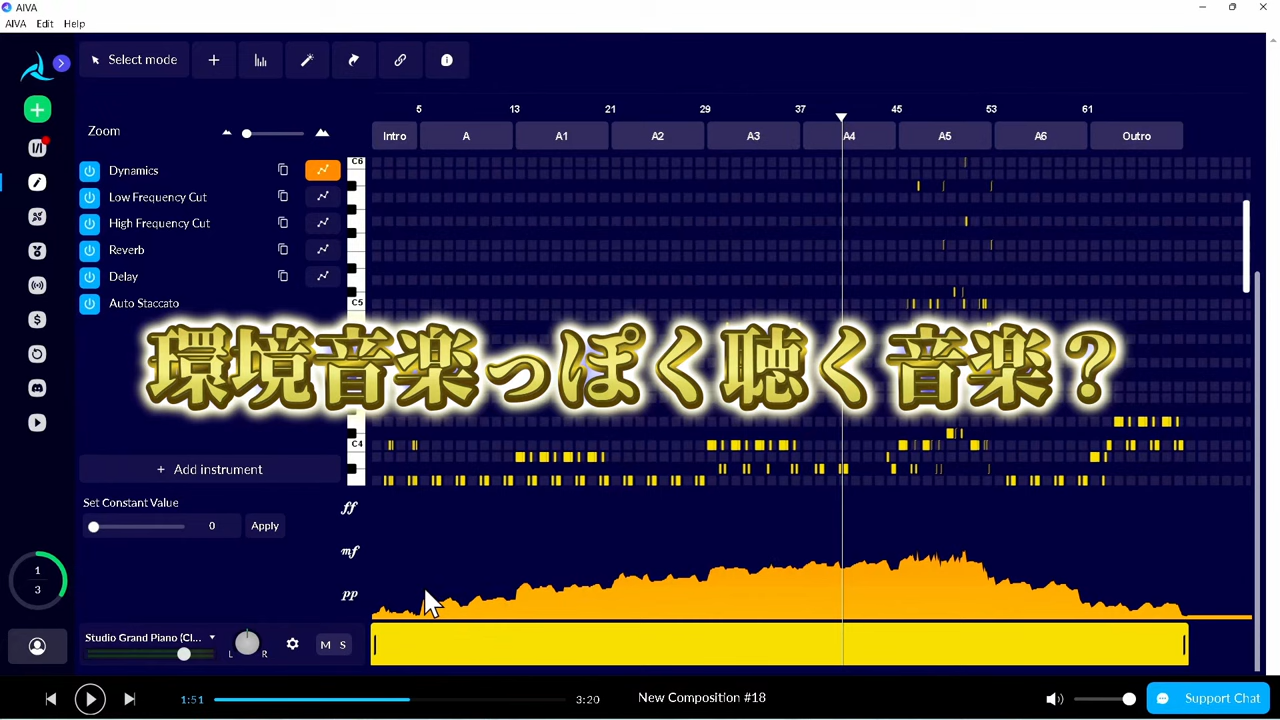 AIVA
AIVA Edit Help
Select mode
5 13 21 29 37 45 53 61
Zoom
Intro A A1 A2 A3 A4 A5 A6 Outro
Dynamics
C6
Low Frequency Cut
High Frequency Cut
Reverb
Delay
Auto Staccato
C5
環境音楽っぽく聴く音楽？
C4
+ Add instrument
Set Constant Value
ff
0 Apply
mf
1
3
pp
Studio Grand Piano (Cl...
L R
M S
1:51
3:20
New Composition #18
Support Chat